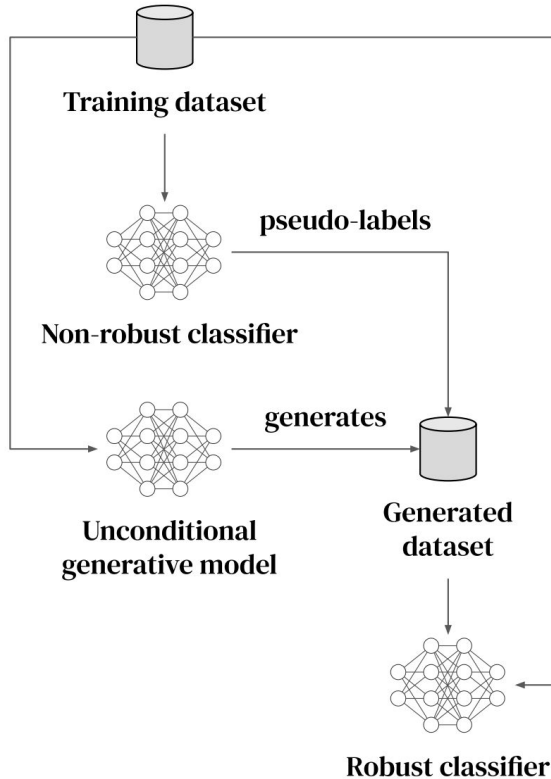 Training dataset
pseudo-labels
Non-robust classifier
generates
Unconditional
generative model
Generated
dataset
Robust classifier